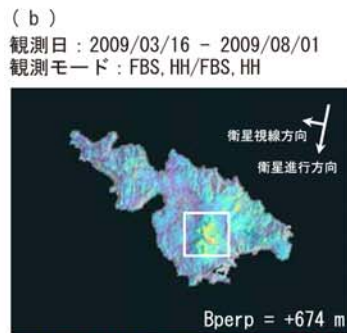 ( b )
観測日：2009/03/16 - 2009/08/01
観測モード：FBS, HH/FBS, HH
衛星視線方向
衛星進行方向
Bperp = +674 m